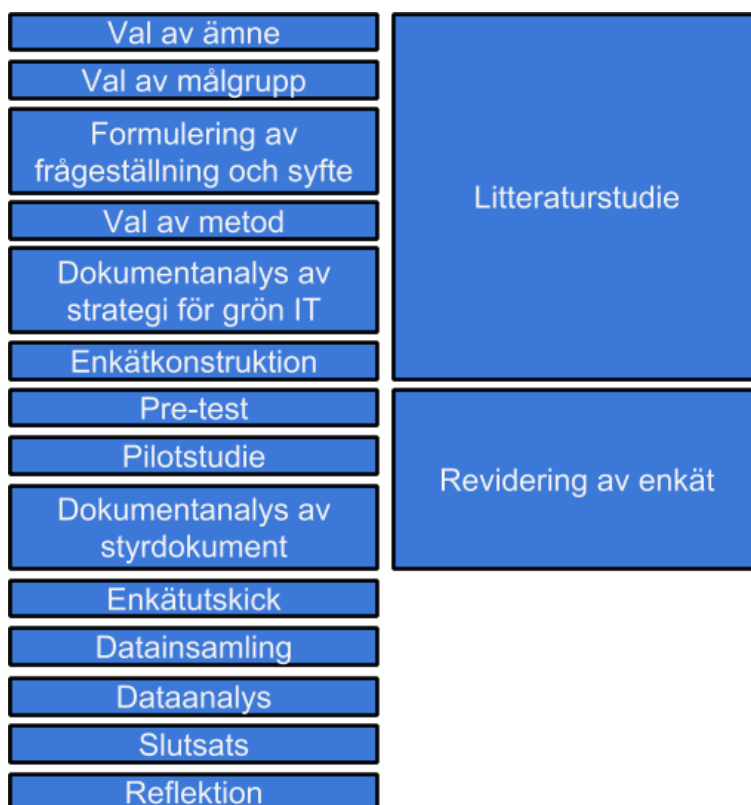 Val av ämne
Val av målgrupp
Formulering av
frågeställning och syfte
Val av metod
Dokumentanalys av
strategi för grön IT
Enkätkonstruktion
Pre-test
Pilotstudie
Dokumentanalys av
styrdokument
Enkätutskick
Datainsamling
Dataanalys
Slutsats
Reflektion
Litteraturstudie
Revidering av enkät